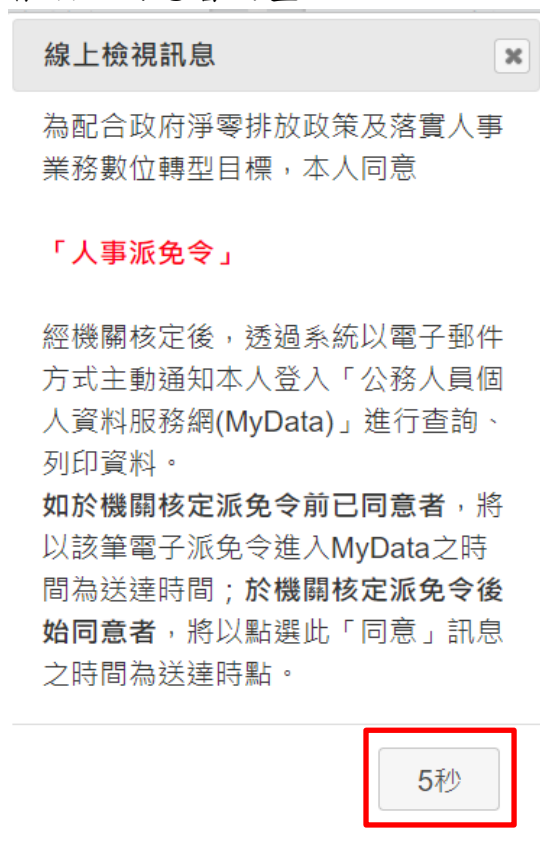 線上檢視訊息
為配合政府淨零排放政策及落實人事
業務數位轉型目標，本人同意
「人事派免令」
經機關核定後，透過系統以電子郵件
方式主動通知本人登入「公務人員個
人資料服務網(MyData)」進行查詢、
列印資料。
如於機關核定派免令前已同意者，將
以該筆電子派免令進入MyData之時
間為送達時間；於機關核定派免令後
始同意者，將以點選此「同意」訊息
之時間為送達時點。
5秒